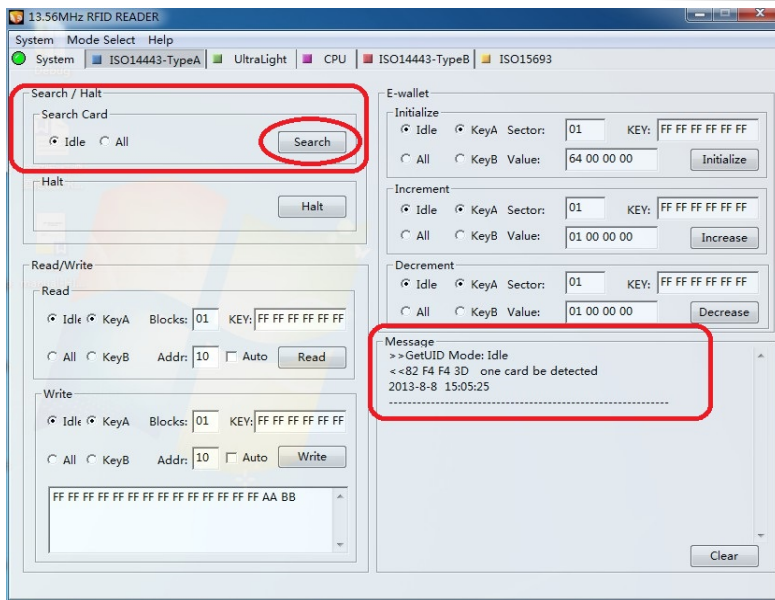 13.56MHz RFID READER
System Mode Select Help
System ISO14443-TypeA UltraLight CPU ISO14443-TypeB ISO15693
Search / Halt
Search Card
Idle All Search
Halt
Halt
Read/Write
Read
Idle KeyA Blocks: 01 KEY: FF FF FF FF FF FF
All KeyB Addr: 10 Auto Read
Write
Idle KeyA Blocks: 01 KEY: FF FF FF FF FF FF
All KeyB Addr: 10 Auto Write
FF FF FF FF FF FF FF FF FF FF FF FF FF FF AA BB
E-wallet
Initialize
Idle KeyA Sector: 01 KEY: FF FF FF FF FF FF
All KeyB Value: 64 00 00 00 Initialize
Increment
Idle KeyA Sector: 01 KEY: FF FF FF FF FF FF
All KeyB Value: 01 00 00 00 Increase
Decrement
Idle KeyA Sector: 01 KEY: FF FF FF FF FF FF
All KeyB Value: 01 00 00 00 Decrease
Message
>>GetUID Mode: Idle
<<82 F4 F4 3D one card be detected
2013-8-8 15:05:25
----------------------------------------------------------------------
Clear